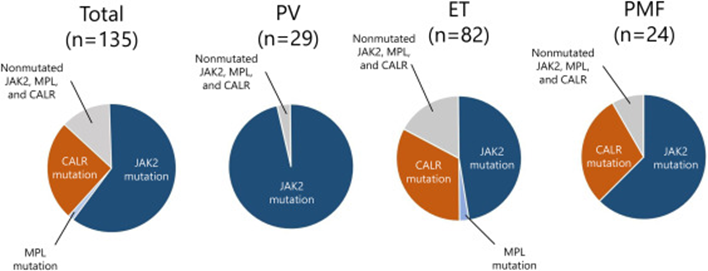 Total
(n=135)
Nonmutated
JAK2, MPL,
and CALR
CALR
mutation
JAK2
mutation
MPL
mutation
PV
(n=29)
Nonmutated
JAK2, MPL,
and CALR
JAK2
mutation
ET
(n=82)
Nonmutated
JAK2, MPL,
and CALR
CALR
mutation
JAK2
mutation
MPL
mutation
PMF
(n=24)
Nonmutated
JAK2, MPL,
and CALR
CALR
mutation
JAK2
mutation